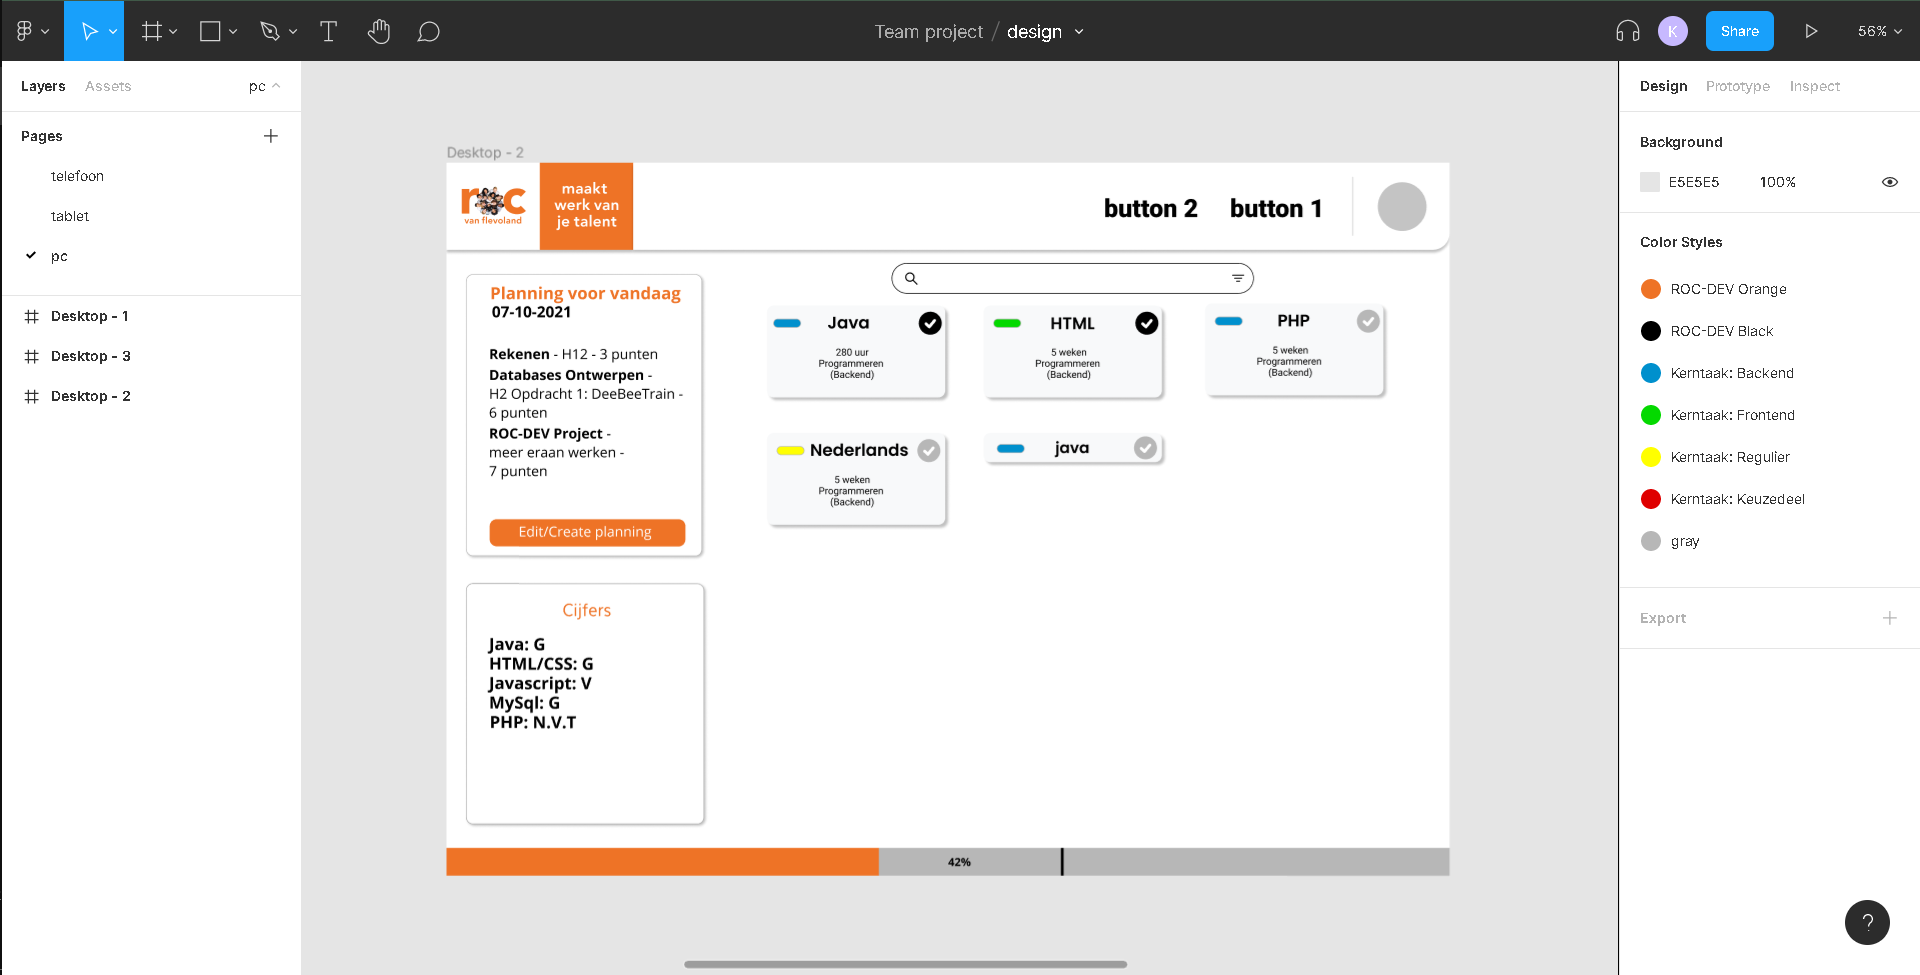 Team project / design
K
Share
56%
Layers
Assets
pc
Pages
telefoon
tablet
pc
Desktop - 1
Desktop - 3
Desktop - 2
Desktop - 2
roc
van flevoland
maakt
werk van
je talent
button 2
button 1
Planning voor vandaag
07-10-2021
Rekenen - H12 - 3 punten
Databases Ontwerpen -
H2 Opdracht 1: DeeBeeTrain -
6 punten
ROC-DEV Project -
meer eraan werken -
7 punten
Edit/Create planning
Java
280 uur
Programmeren
(Backend)
HTML
5 weken
Programmeren
(Backend)
PHP
5 weken
Programmeren
(Backend)
Nederlands
5 weken
Programmeren
(Backend)
java
Cijfers
Java: G
HTML/CSS: G
Javascript: V
MySql: G
PHP: N.V.T
42%
Design
Prototype
Inspect
Background
E5E5E5
100%
Color Styles
ROC-DEV Orange
ROC-DEV Black
Kerntaak: Backend
Kerntaak: Frontend
Kerntaak: Regulier
Kerntaak: Keuzedeel
gray
Export
?